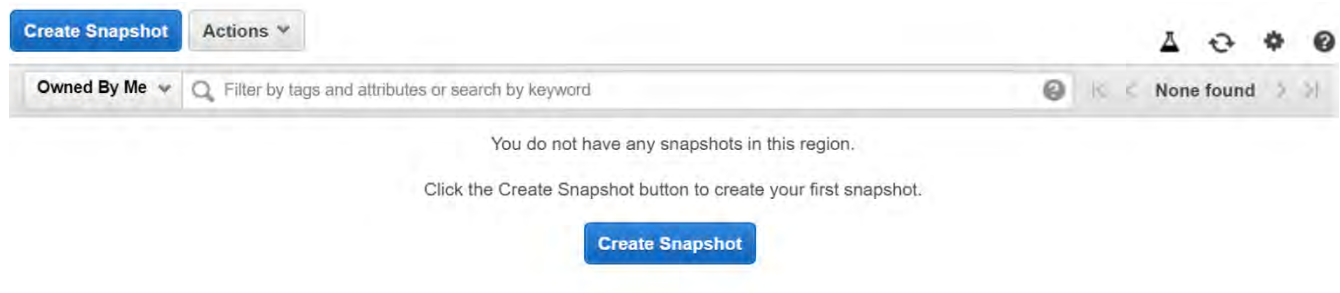 Create Snapshot Actions
Owned By Me Filter by tags and attributes or search by keyword None found
You do not have any snapshots in this region.
Click the Create Snapshot button to create your first snapshot.
Create Snapshot